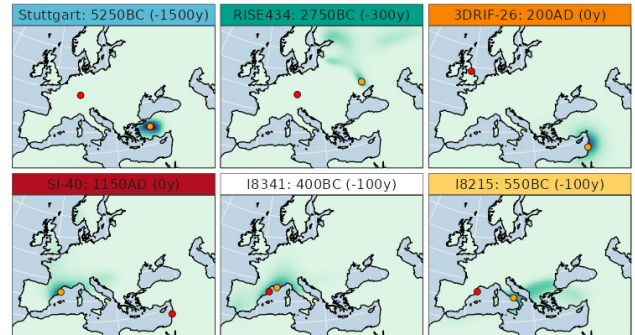 Stuttgart: 5250BC (-1500y)
RISE434: 2750BC (-300y)
3DRIF-26: 200AD (0y)
SI-40: 1150AD (0y)
I8341: 400BC (-100y)
I8215: 550BC (-100y)